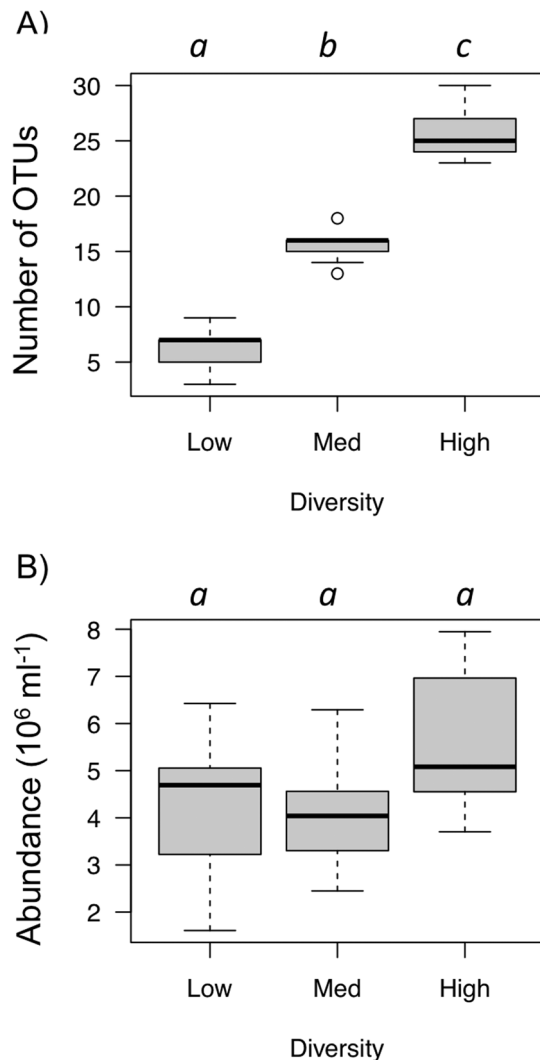 A)
a b c
Number of OTUs
30
25
20
15
10
5
Low Med High
Diversity
B)
a a a
Abundance (10⁶ ml⁻¹)
8
7
6
5
4
3
2
Low Med High
Diversity